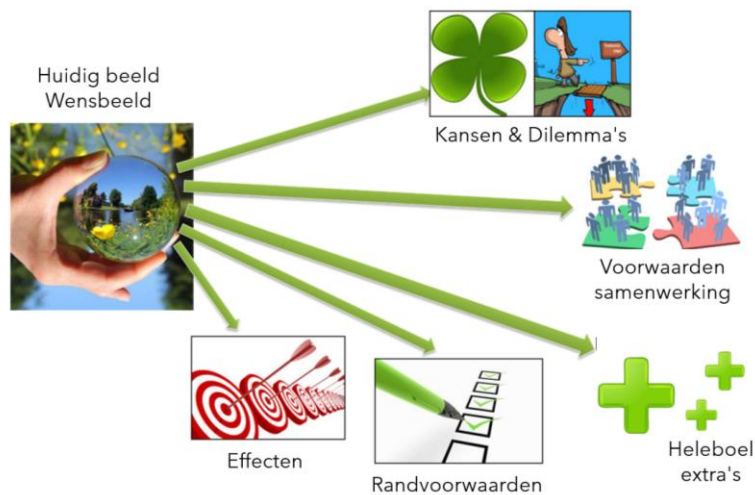 Huidig beeld
Wensbeeld
Kansen & Dilemma's
Voorwaarden
samenwerking
Effecten
Randvoorwaarden
Heleboel
extra's